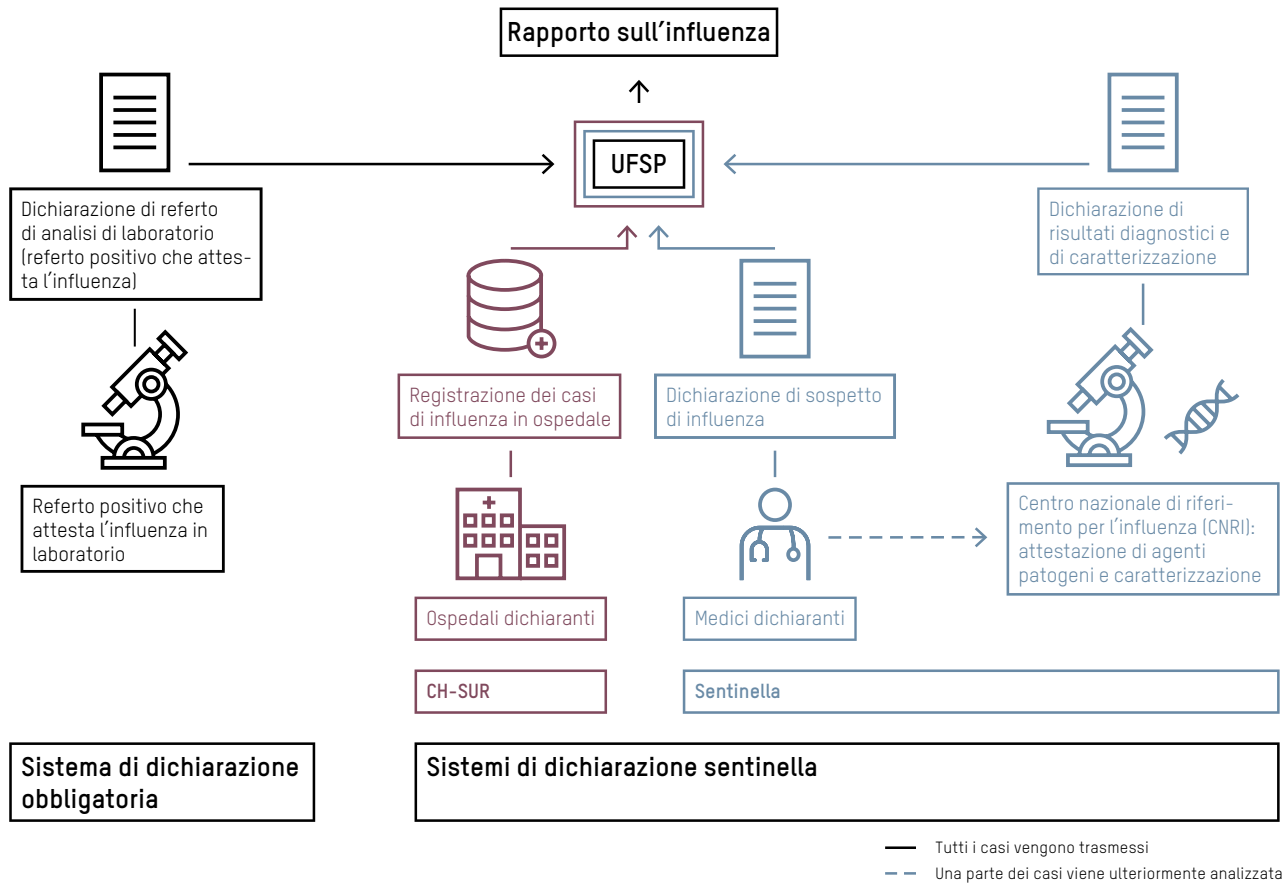 Rapporto sull'influenza
UFSP
Dichiarazione di referto
di analisi di laboratorio
(referto positivo che attes-
ta l'influenza)
Dichiarazione di
risultati diagnostici e
di caratterizzazione
Registrazione dei casi
di influenza in ospedale
Dichiarazione di sospetto
di influenza
Referto positivo che
attesta l'influenza in
laboratorio
Centro nazionale di riferi-
mento per l'influenza (CNRI):
attestazione di agenti
patogeni e caratterizzazione
Ospedali dichiaranti
Medici dichiaranti
CH-SUR
Sentinella
Sistema di dichiarazione
obbligatoria
Sistemi di dichiarazione sentinella
Tutti i casi vengono trasmessi
Una parte dei casi viene ulteriormente analizzata